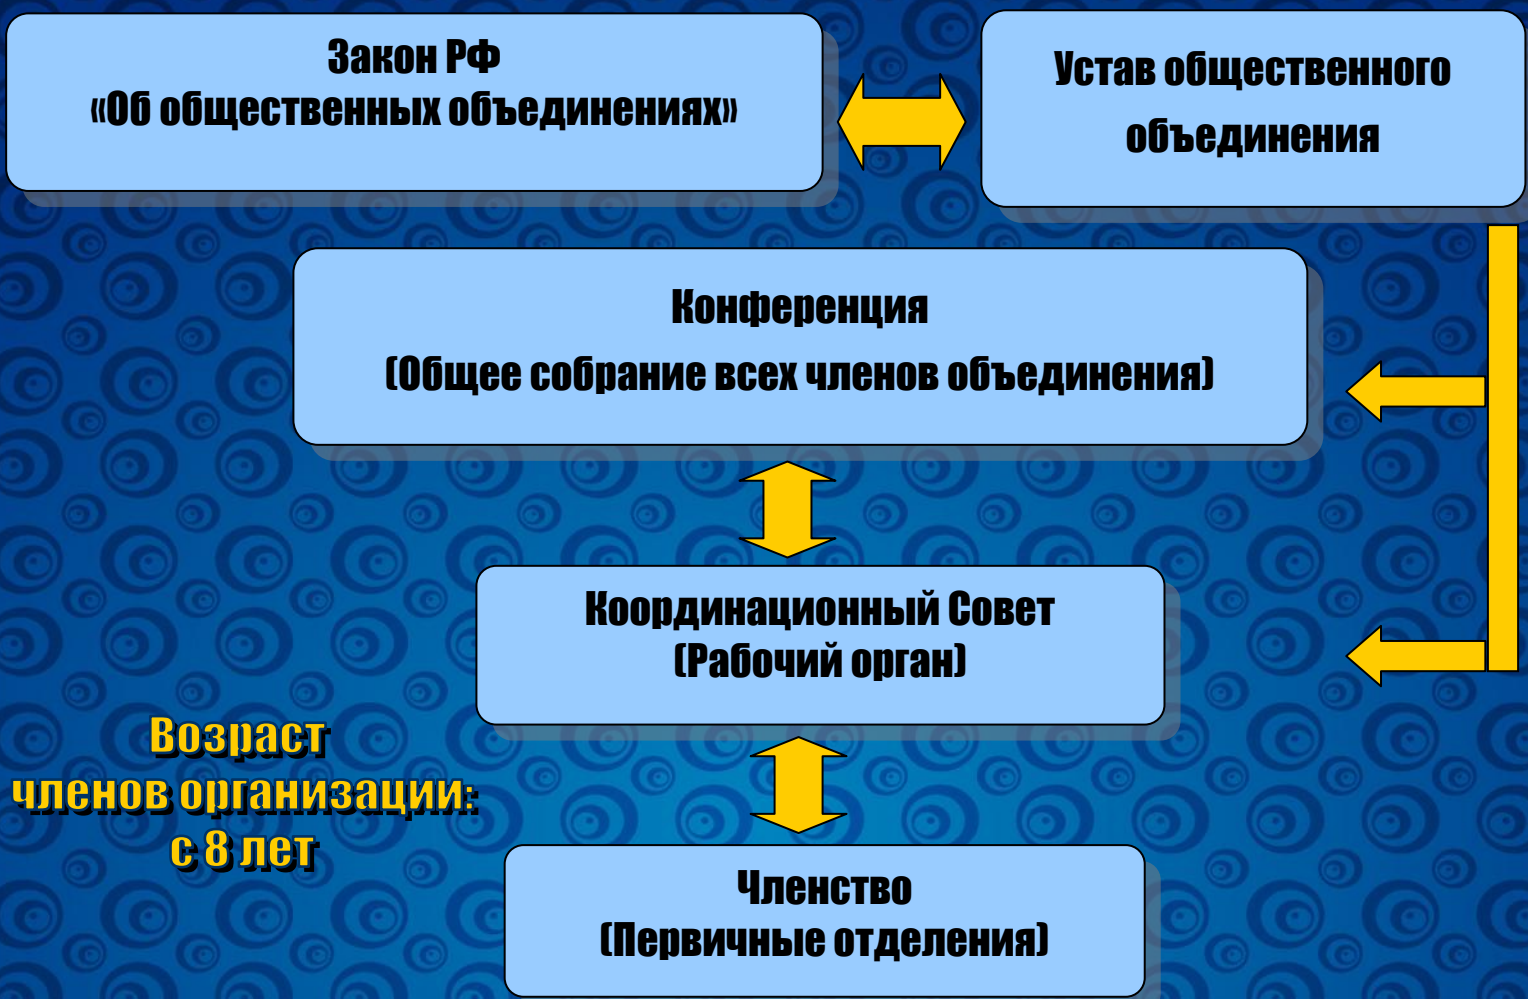 Закон РФ
«Об общественных объединениях»
Устав общественного
объединения
Конференция
(Общее собрание всех членов объединения)
Координационный Совет
(Рабочий орган)
Возраст
членов организации:
с 8 лет
Членство
(Первичные отделения)